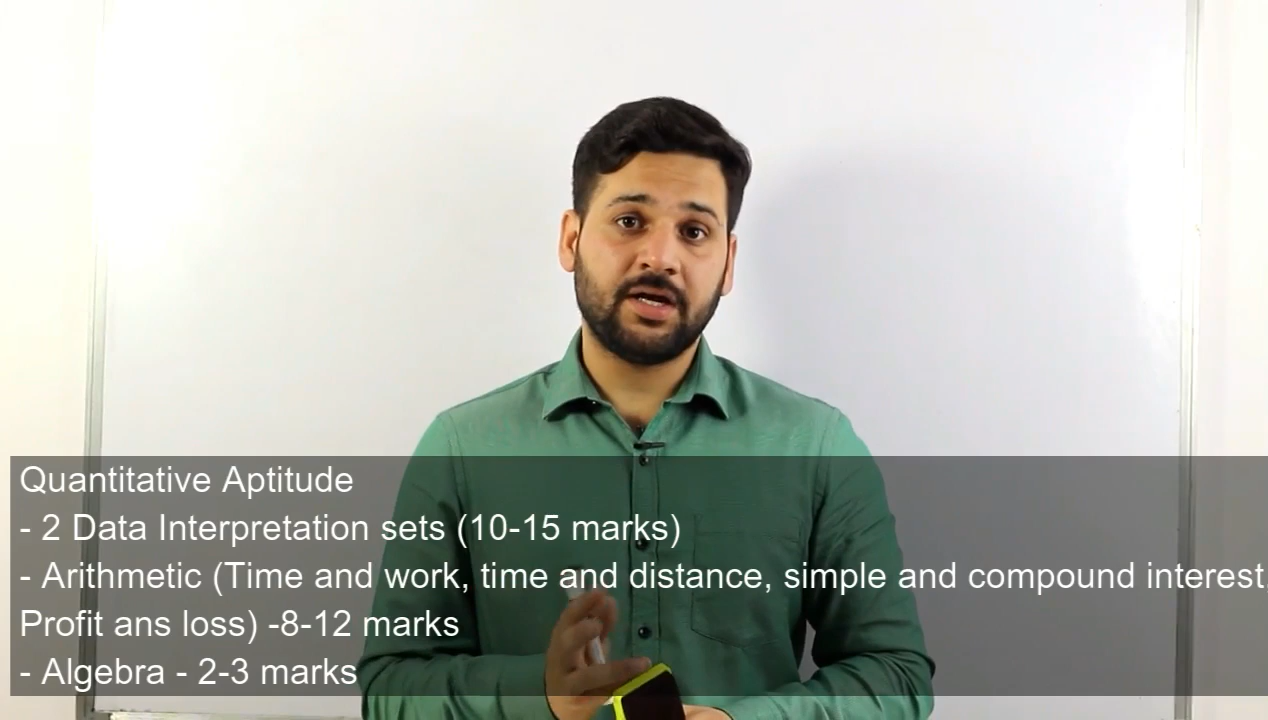 Quantitative Aptitude
- 2 Data Interpretation sets (10-15 marks)
- Arithmetic (Time and work, time and distance, simple and compound interest,
Profit ans loss) -8-12 marks
- Algebra - 2-3 marks